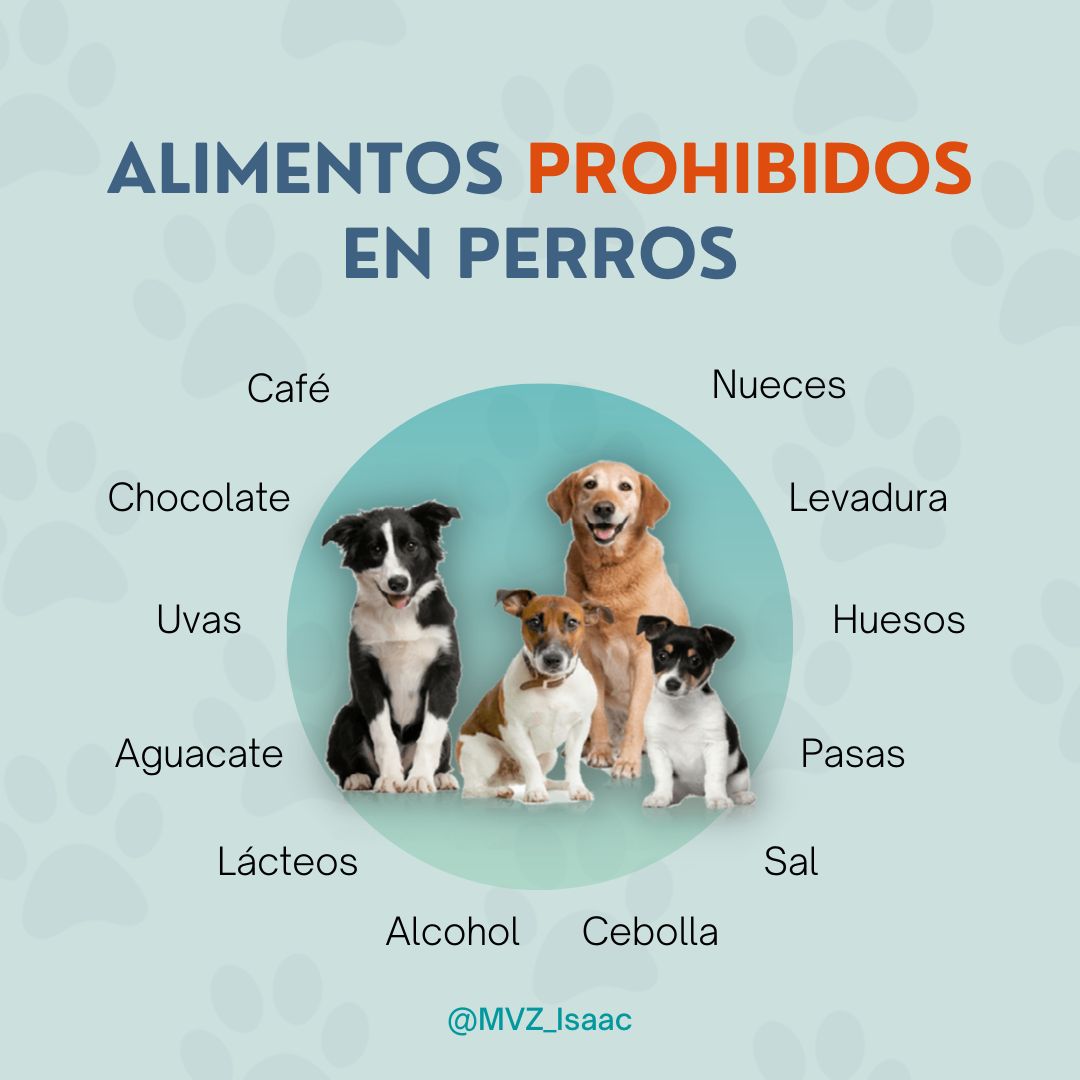 ALIMENTOS PROHIBIDOS
EN PERROS
Café
Nueces
Chocolate
Levadura
Uvas
Huesos
Aguacate
Pasas
Lácteos
Sal
Alcohol
Cebolla
@MVZ_Isaac